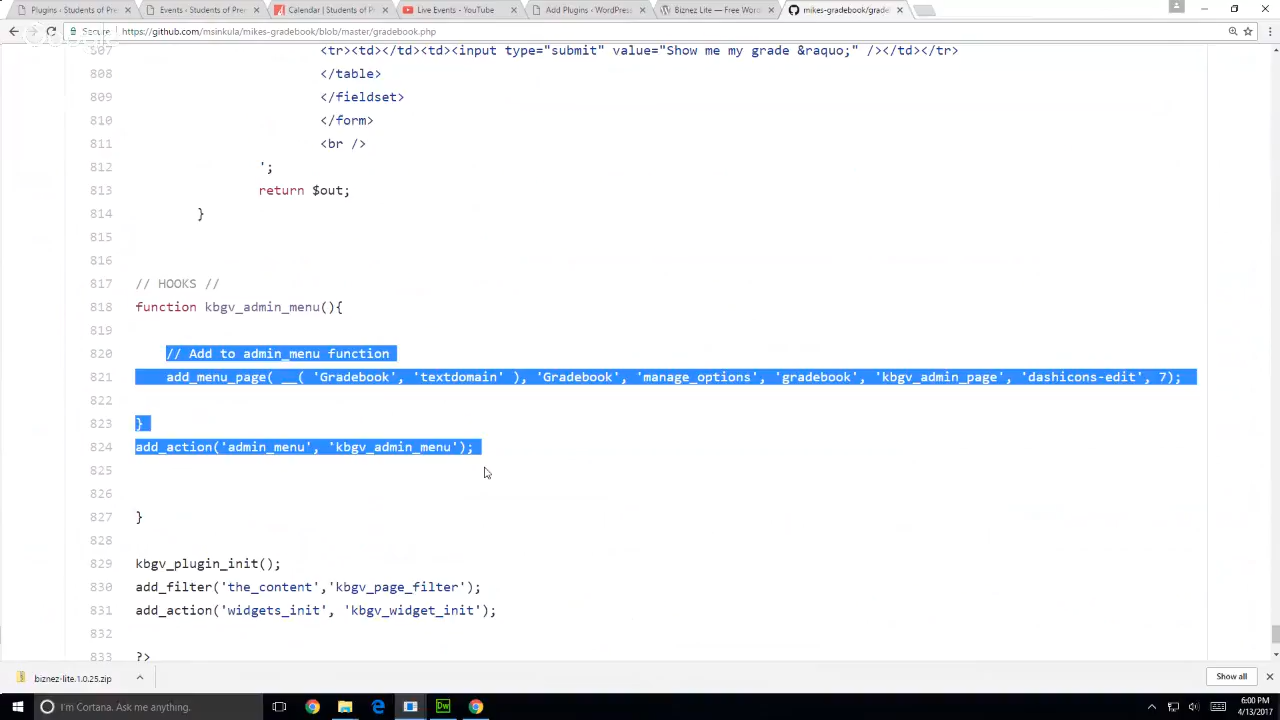 Plugins ‹ Students of Pre
Events ‹ Students of Pre
Calendar | Students of Pr
Live Events - YouTube
Add Plugins ‹ WordPress
Biznez Lite — Free Word
mikes-gradebook/grade
Secure
https://github.com/msinkula/mikes-gradebook/blob/master/gradebook.php
807 <tr><td></td><td><input type="submit" value="Show me my grade &raquo;" /></td></tr>
808 </table>
809 </fieldset>
810 </form>
811 <br />
812 ';
813 return $out;
814 }
815
816
817 // HOOKS //
818 function kbgv_admin_menu(){
819
820 // Add to admin_menu function
821 add_menu_page( __( 'Gradebook', 'textdomain' ), 'Gradebook', 'manage_options', 'gradebook', 'kbgv_admin_page', 'dashicons-edit', 7);
822
823 }
824 add_action('admin_menu', 'kbgv_admin_menu');
825
826
827 }
828
829 kbgv_plugin_init();
830 add_filter('the_content','kbgv_page_filter');
831 add_action('widgets_init', 'kbgv_widget_init');
832
833 ?>
biznez-lite.1.0.25.zip
Show all
I'm Cortana. Ask me anything.
Dw
6:00 PM
4/13/2017